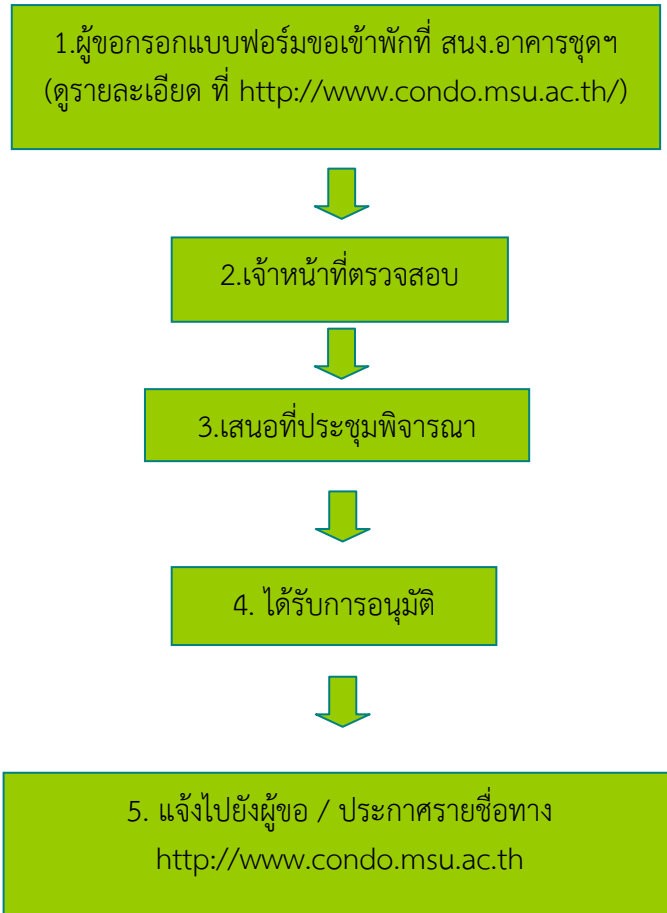 1.ผู้ขอกรอกแบบฟอร์มขอเข้าพักที่ สนง.อาคารชุดฯ
(ดูรายละเอียด ที่ http://www.condo.msu.ac.th/)
2.เจ้าหน้าที่ตรวจสอบ
3.เสนอที่ประชุมพิจารณา
4. ได้รับการอนุมัติ
5. แจ้งไปยังผู้ขอ / ประกาศรายชื่อทาง
http://www.condo.msu.ac.th